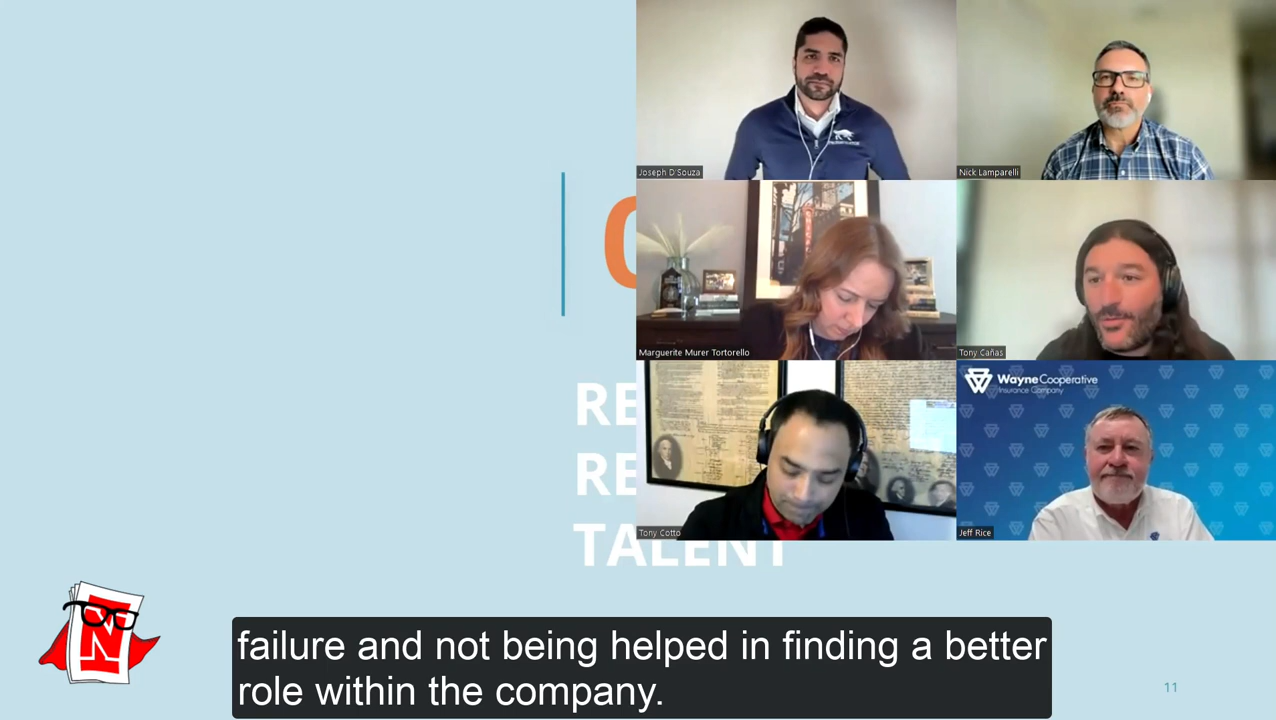 Joseph D'Souza
Nick Lamparelli
Marguerite Murer Tortorello
Tony Cañas
Wayne Cooperative
Insurance Company
Tony Cotto
Jeff Rice
RE
RE
TALENT
N
failure and not being helped in finding a better
role within the company.
11